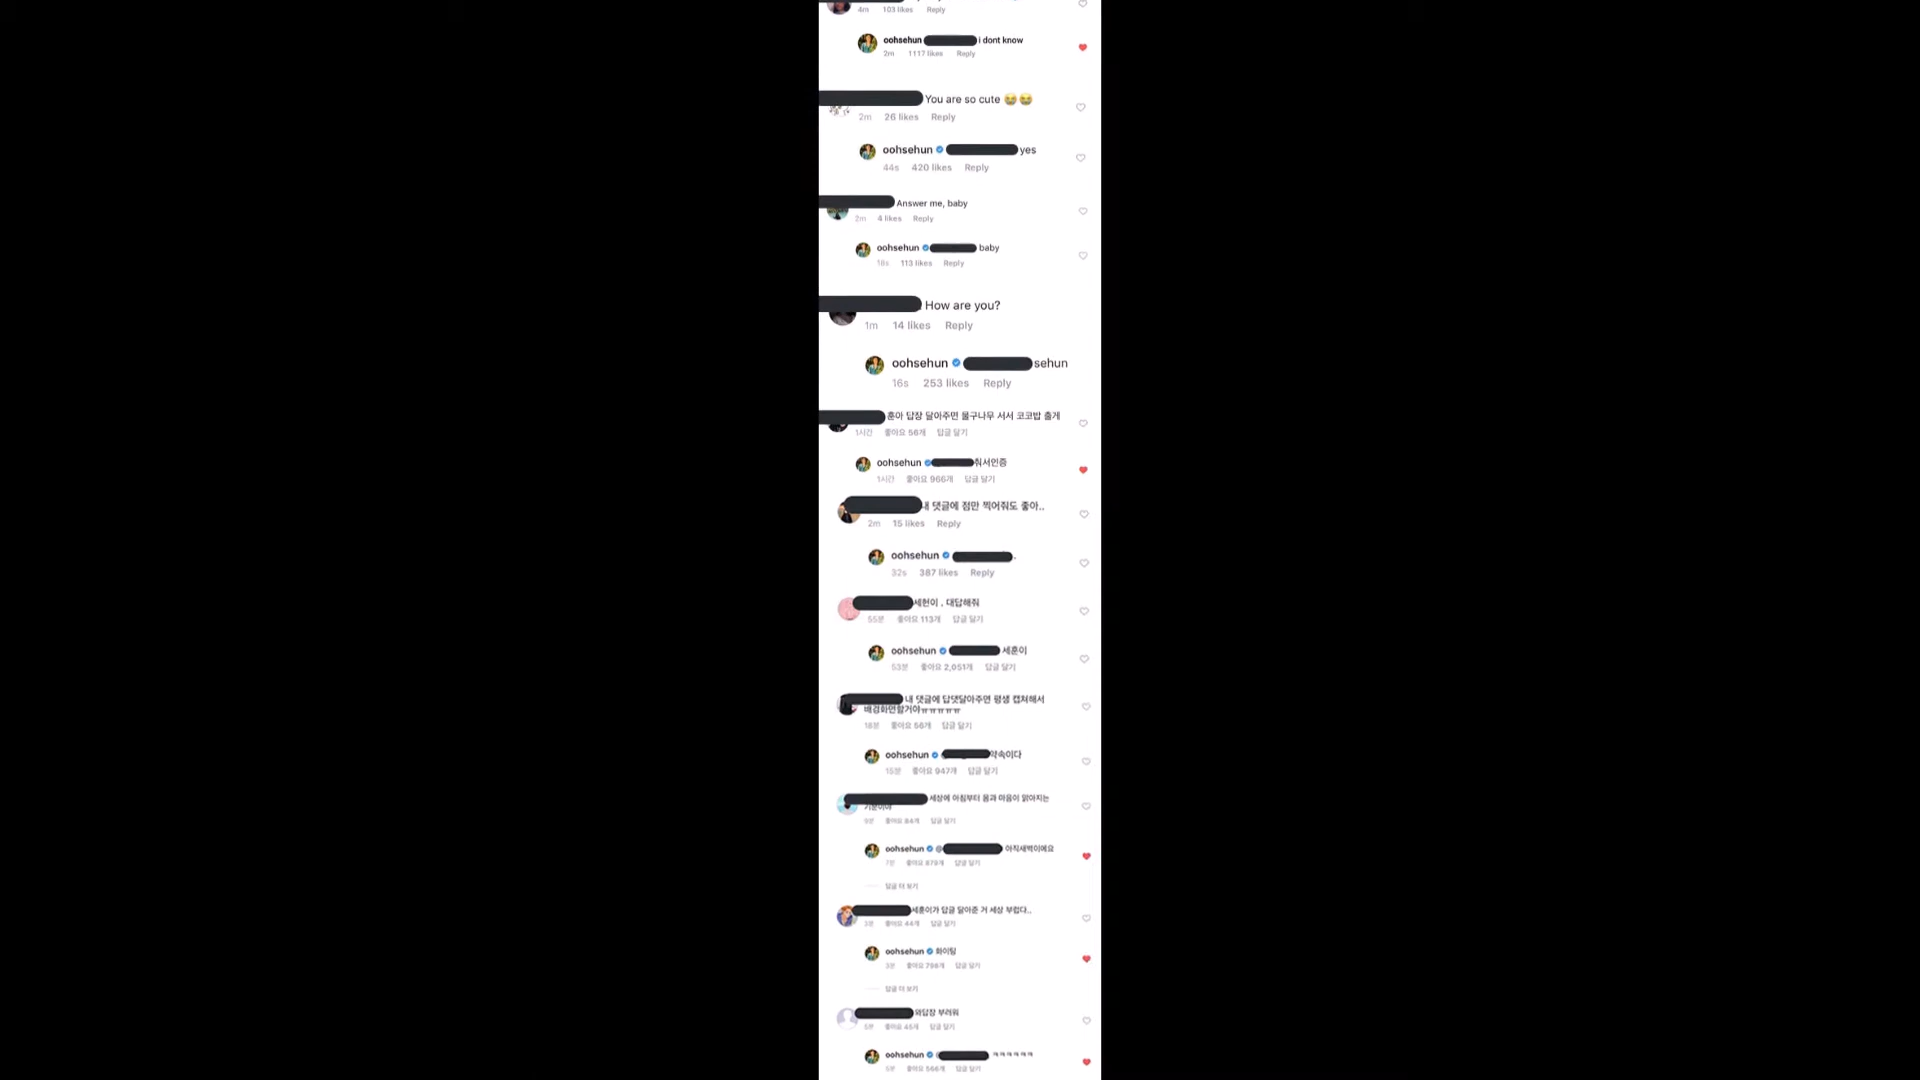 4m 103 likes Reply
oohsehun i dont know
2m 1117 likes Reply
You are so cute 😂😂
2m 26 likes Reply
oohsehun yes
44s 420 likes Reply
Answer me, baby
2m 4 likes Reply
oohsehun baby
18s 113 likes Reply
How are you?
1m 14 likes Reply
oohsehun sehun
16s 253 likes Reply
훈아 답장 달아주면 물구나무 서서 코코밥 출게
1시간 좋아요 56개 답글 달기
oohsehun 춰서인증
1시간 좋아요 966개 답글 달기
내 댓글에 점만 찍어줘도 좋아..
2m 15 likes Reply
oohsehun .
32s 387 likes Reply
세헌이 . 대답해줘
55분 좋아요 113개 답글 달기
oohsehun 세훈이
53분 좋아요 2,051개 답글 달기
내 댓글에 답댓달아주면 평생 캡쳐해서
배경화면할거야ㅠㅠㅠㅠㅠ
18분 좋아요 56개 답글 달기
oohsehun 약속이다
15분 좋아요 947개 답글 달기
세상에 아침부터 몸과 마음이 맑아지는
기분이야
9분 좋아요 84개 답글 달기
oohsehun @ 아직새벽이에요
7분 좋아요 879개 답글 달기
답글 더 보기
세훈이가 답글 달아준 거 세상 부럽다..
3분 좋아요 44개 답글 달기
oohsehun 화이팅
3분 좋아요 786개 답글 달기
답글 더 보기
와답장 부러워
5분 좋아요 45개 답글 달기
oohsehun ㅋㅋㅋㅋㅋㅋ
5분 좋아요 566개 답글 달기